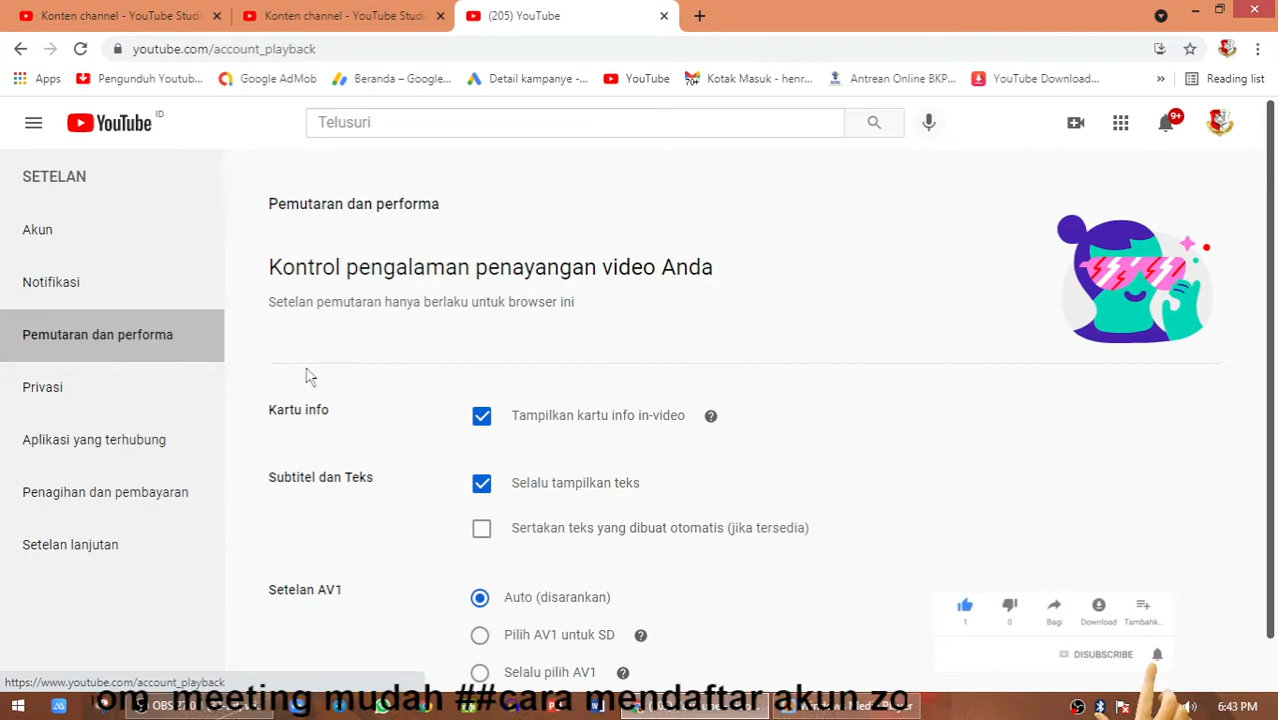 Konten channel - YouTube Studi
Konten channel - YouTube Studi
(205) YouTube
youtube.com/account_playback
Apps
Pengunduh Youtub...
Google AdMob
Beranda – Google...
Detail kampanye -...
YouTube
70+
Kotak Masuk - henr...
Antrean Online BKP...
YouTube Download...
»
Reading list
YouTube ID
Telusuri
9+
SETELAN
Akun
Notifikasi
Pemutaran dan performa
Privasi
Aplikasi yang terhubung
Penagihan dan pembayaran
Setelan lanjutan
Pemutaran dan performa
Kontrol pengalaman penayangan video Anda
Setelan pemutaran hanya berlaku untuk browser ini
Kartu info
Tampilkan kartu info in-video
Subtitel dan Teks
Selalu tampilkan teks
Sertakan teks yang dibuat otomatis (jika tersedia)
Setelan AV1
Auto (disarankan)
Pilih AV1 untuk SD
Selalu pilih AV1
1
0
Bagi
Download
Tambahk...
DISUBSCRIBE
https://www.youtube.com/account_playback
om meeting mudah ##cara mendaftar akun zo
6:43 PM